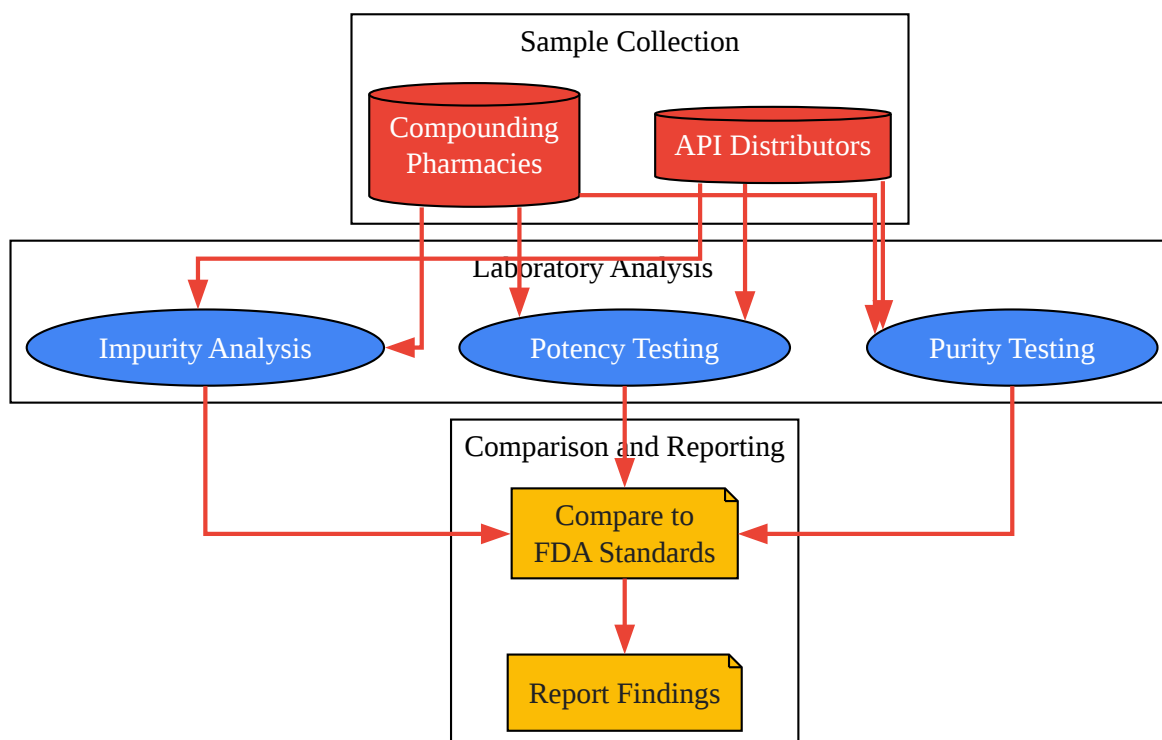 Sample Collection
Compounding
Pharmacies
API Distributors
Laboratory Analysis
Impurity Analysis
Potency Testing
Purity Testing
Comparison and Reporting
Compare to
FDA Standards
Report Findings